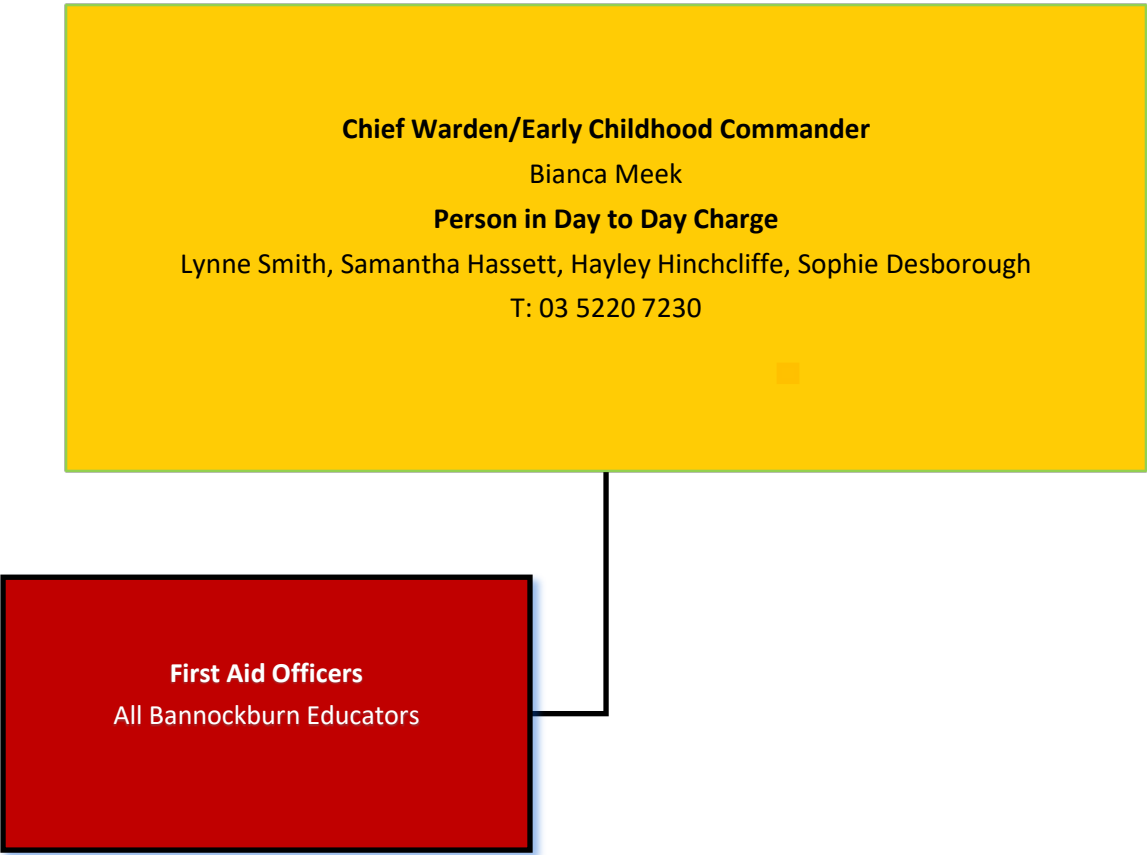 Chief Warden/Early Childhood Commander
Bianca Meek
Person in Day to Day Charge
Lynne Smith, Samantha Hassett, Hayley Hinchcliffe, Sophie Desborough
T: 03 5220 7230
First Aid Officers
All Bannockburn Educators